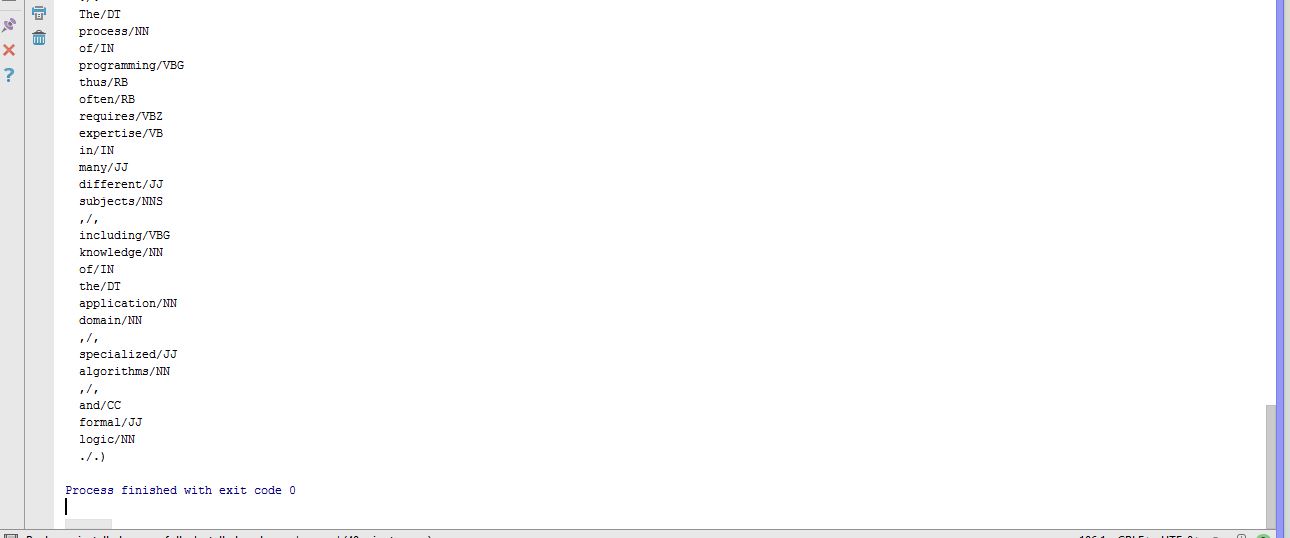 The/DT
process/NN
of/IN
programming/VBG
thus/RB
often/RB
requires/VBZ
expertise/VB
in/IN
many/JJ
different/JJ
subjects/NNS
,/,
including/VBG
knowledge/NN
of/IN
the/DT
application/NN
domain/NN
,/,
specialized/JJ
algorithms/NN
,/,
and/CC
formal/JJ
logic/NN
./.)
Process finished with exit code 0